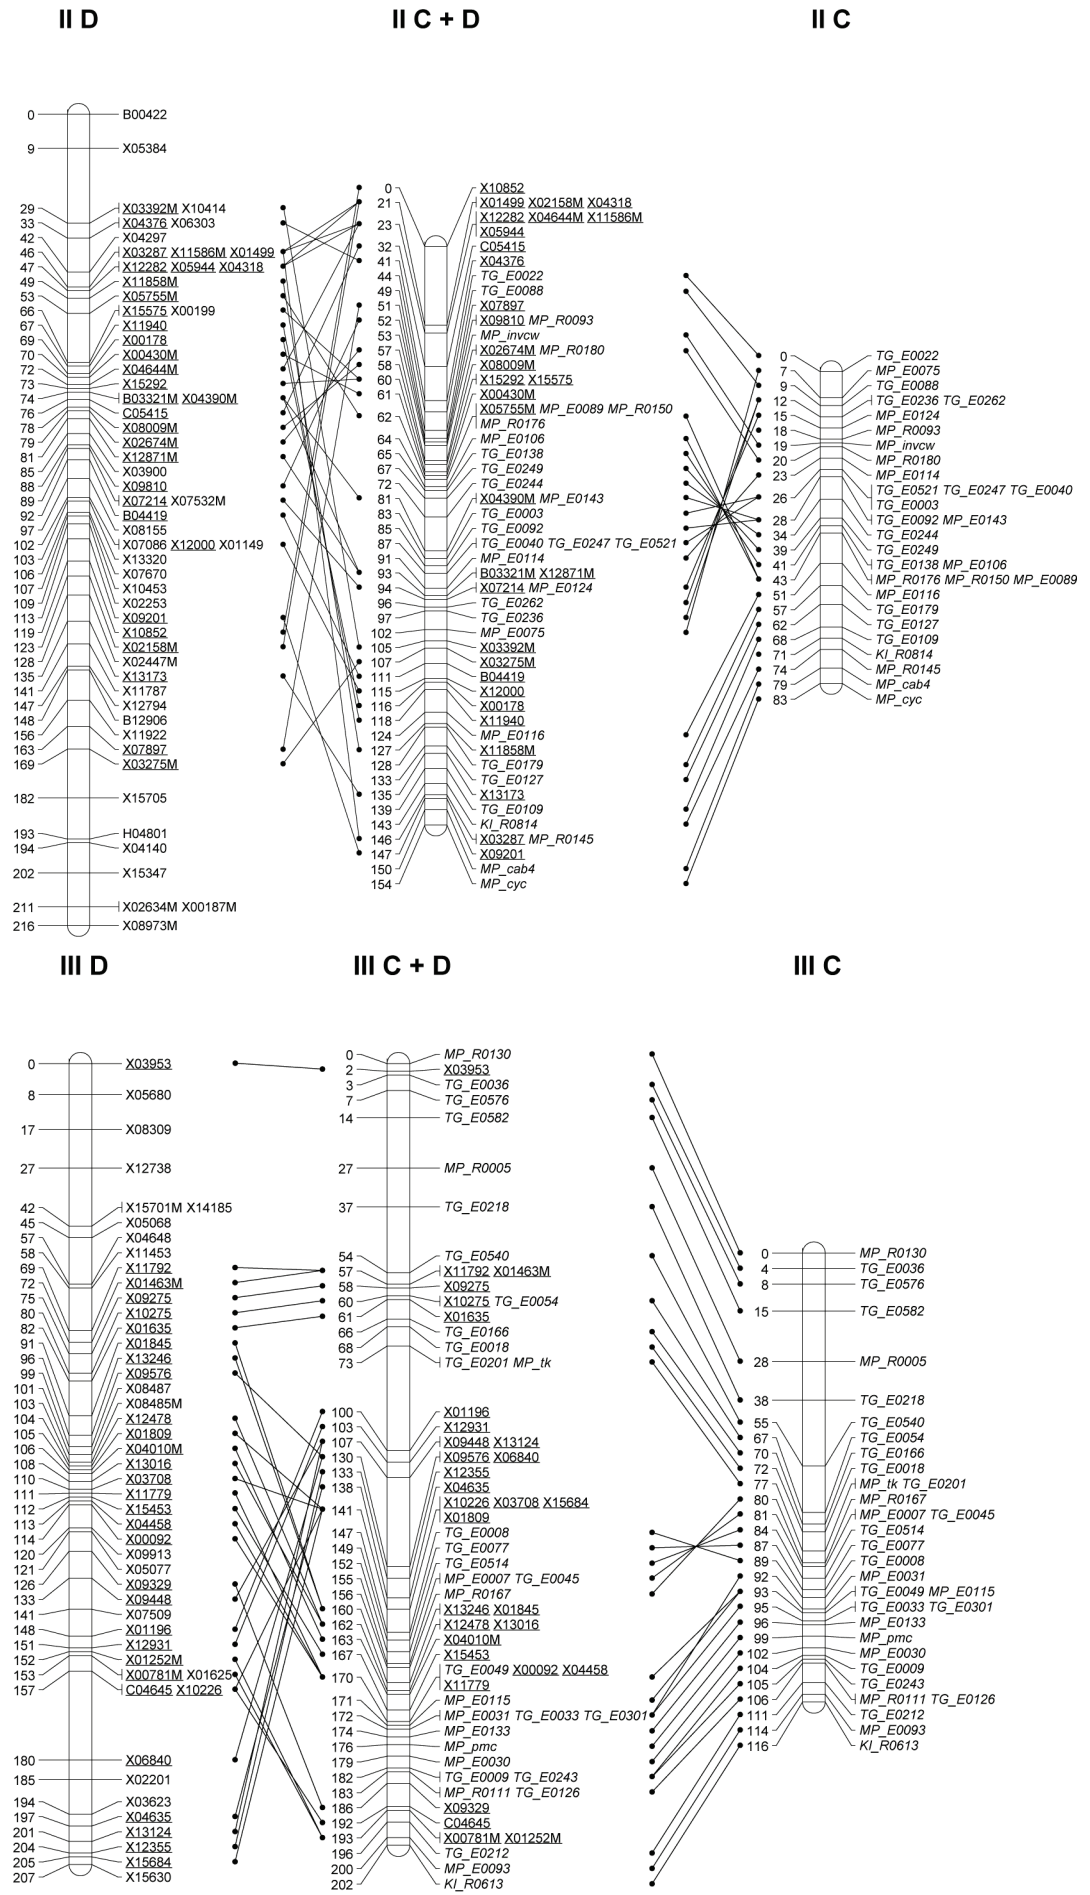 II D
II C + D
II C
0 B00422
9 X05384
29 X03392M X10414
33 X04376 X06303
42 X04297
46 X03287 X11586M X01499
47 X12282 X05944 X04318
49 X11858M
53 X05755M
66 X15575 X00199
67 X11940
69 X00178
70 X00430M
72 X04644M
73 X15292
74 B03321M X04390M
76 C05415
78 X08009M
79 X02674M
81 X12871M
85 X03900
88 X09810
89 X07214 X07532M
92 B04419
97 X08155
102 X07086 X12000 X01149
103 X13320
106 X07670
107 X10453
109 X02253
113 X09201
119 X10852
123 X02158M
128 X02447M
135 X13173
141 X11787
147 X12794
148 B12906
156 X11922
163 X07897
169 X03275M
182 X15705
193 H04801
194 X04140
202 X15347
211 X02634M X00187M
216 X08973M
0 X10852
21 X01499 X02158M X04318
X12282 X04644M X11586M
23 X05944
32 C05415
41 X04376
44 TG_E0022
49 TG_E0088
51 X07897
52 X09810 MP_R0093
53 MP_invcw
57 X02674M MP_R0180
58 X08009M
60 X15292 X15575
61 X00430M
62 X05755M MP_E0089 MP_R0150
MP_R0176
64 MP_E0106
65 TG_E0138
67 TG_E0249
72 TG_E0244
81 X04390M MP_E0143
83 TG_E0003
85 TG_E0092
87 TG_E0040 TG_E0247 TG_E0521
91 MP_E0114
93 B03321M X12871M
94 X07214 MP_E0124
96 TG_E0262
97 TG_E0236
102 MP_E0075
105 X03392M
107 X03275M
111 B04419
115 X12000
116 X00178
118 X11940
124 MP_E0116
127 X11858M
128 TG_E0179
133 TG_E0127
135 X13173
139 TG_E0109
143 KI_R0814
146 X03287 MP_R0145
147 X09201
150 MP_cab4
154 MP_cyc
0 TG_E0022
7 MP_E0075
9 TG_E0088
12 TG_E0236 TG_E0262
15 MP_E0124
18 MP_R0093
19 MP_invcw
20 MP_R0180
23 MP_E0114
26 TG_E0521 TG_E0247 TG_E0040
TG_E0003
28 TG_E0092 MP_E0143
34 TG_E0244
39 TG_E0249
41 TG_E0138 MP_E0106
43 MP_R0176 MP_R0150 MP_E0089
51 MP_E0116
57 TG_E0179
62 TG_E0127
68 TG_E0109
71 KI_R0814
74 MP_R0145
79 MP_cab4
83 MP_cyc
III D
III C + D
III C
0 X03953
8 X05680
17 X08309
27 X12738
42 X15701M X14185
45 X05068
57 X04648
58 X11453
69 X11792
72 X01463M
75 X09275
80 X10275
82 X01635
91 X01845
96 X13246
99 X09576
101 X08487
103 X08485M
104 X12478
105 X01809
106 X04010M
108 X13016
110 X03708
111 X11779
112 X15453
113 X04458
114 X00092
120 X09913
121 X05077
126 X09329
133 X09448
141 X07509
148 X01196
151 X12931
152 X01252M
153 X00781M X01625
157 C04645 X10226
180 X06840
185 X02201
194 X03623
197 X04635
201 X13124
204 X12355
205 X15684
207 X15630
0 MP_R0130
2 X03953
3 TG_E0036
7 TG_E0576
14 TG_E0582
27 MP_R0005
37 TG_E0218
54 TG_E0540
57 X11792 X01463M
58 X09275
60 X10275 TG_E0054
61 X01635
66 TG_E0166
68 TG_E0018
73 TG_E0201 MP_tk
100 X01196
103 X12931
107 X09448 X13124
130 X09576 X06840
133 X12355
138 X04635
141 X10226 X03708 X15684
X01809
147 TG_E0008
149 TG_E0077
152 TG_E0514
155 MP_E0007 TG_E0045
156 MP_R0167
160 X13246 X01845
162 X12478 X13016
163 X04010M
167 X15453
170 TG_E0049 X00092 X04458
X11779
171 MP_E0115
172 MP_E0031 TG_E0033 TG_E0301
174 MP_E0133
176 MP_pmc
179 MP_E0030
182 TG_E0009 TG_E0243
183 MP_R0111 TG_E0126
186 X09329
192 C04645
193 X00781M X01252M
196 TG_E0212
200 MP_E0093
202 KI_R0613
0 MP_R0130
4 TG_E0036
8 TG_E0576
15 TG_E0582
28 MP_R0005
38 TG_E0218
55 TG_E0540
67 TG_E0054
70 TG_E0166
72 TG_E0018
77 MP_tk TG_E0201
80 MP_R0167
81 MP_E0007 TG_E0045
84 TG_E0514
87 TG_E0077
89 TG_E0008
92 MP_E0031
93 TG_E0049 MP_E0115
95 TG_E0033 TG_E0301
96 MP_E0133
99 MP_pmc
102 MP_E0030
104 TG_E0009
105 TG_E0243
106 MP_R0111 TG_E0126
111 TG_E0212
114 MP_E0093
116 KI_R0613